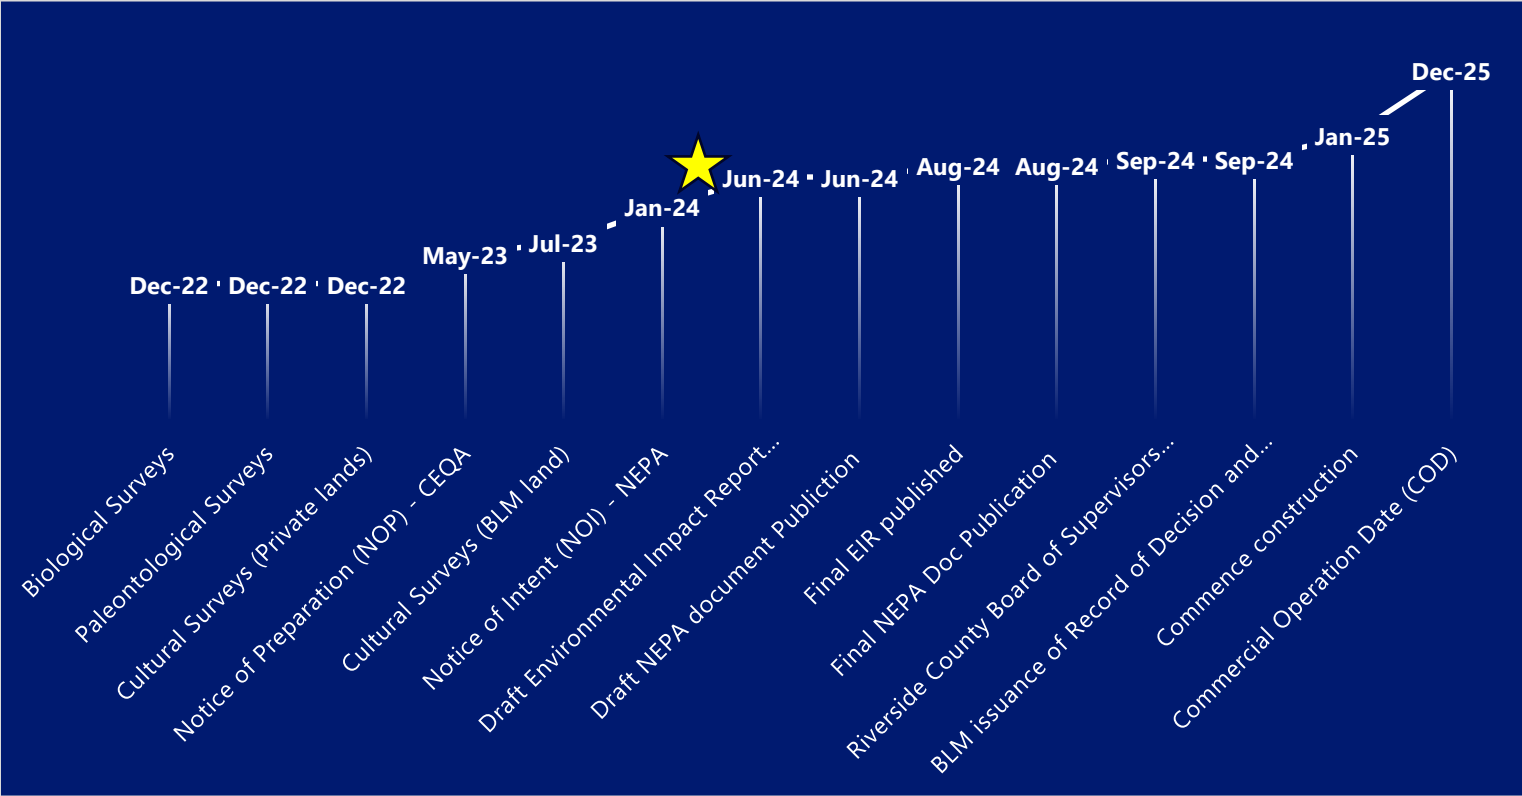 Dec-22
Dec-22
Dec-22
May-23
Jul-23
Jan-24
Jun-24
Jun-24
Aug-24
Aug-24
Sep-24
Sep-24
Jan-25
Dec-25
Biological Surveys
Paleontological Surveys
Cultural Surveys (Private lands)
Notice of Preparation (NOP) - CEQA
Cultural Surveys (BLM land)
Notice of Intent (NOI) - NEPA
Draft Environmental Impact Report...
Draft NEPA document Publiction
Final EIR published
Final NEPA Doc Publication
Riverside County Board of Supervisors...
BLM issuance of Record of Decision and...
Commence construction
Commercial Operation Date (COD)